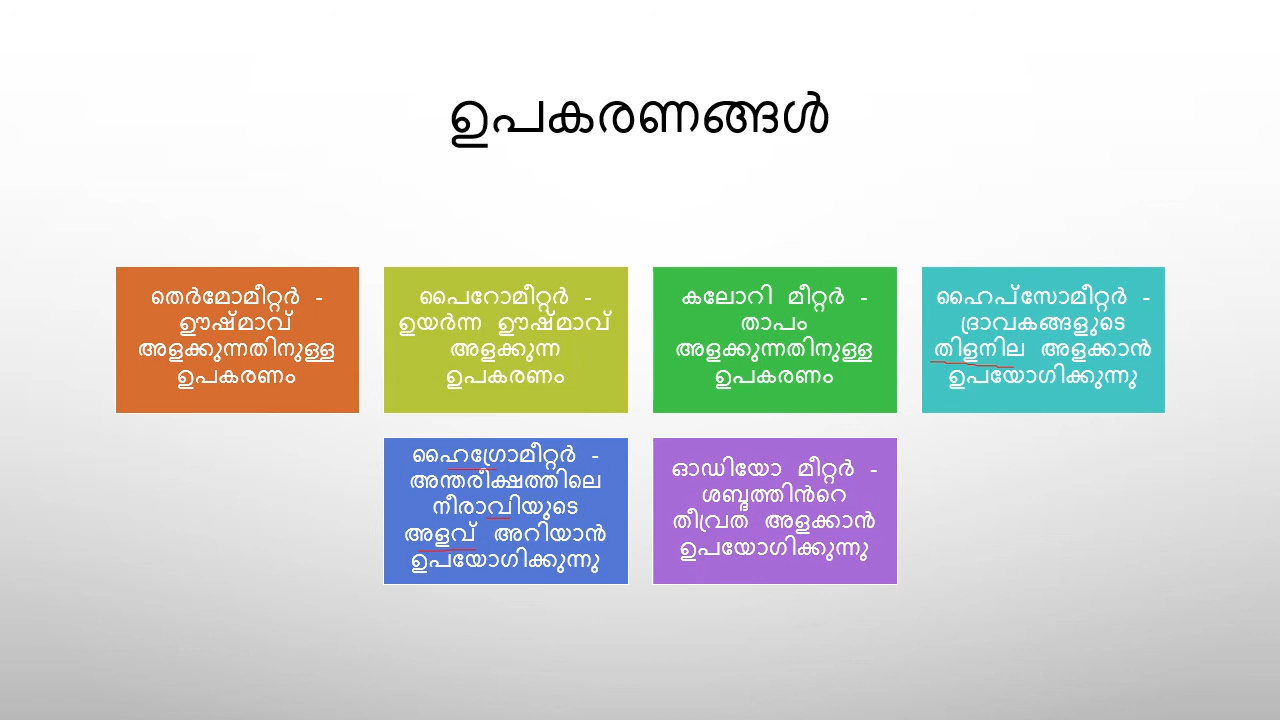 ഉപകരണങ്ങൾ
തെർമോമീറ്റർ -
ഊഷ്മാവ്
അളക്കുന്നതിനുള്ള
ഉപകരണം
പൈറോമീറ്റർ -
ഉയർന്ന ഊഷ്മാവ്
അളക്കുന്ന
ഉപകരണം
കലോറി മീറ്റർ -
താപം
അളക്കുന്നതിനുള്ള
ഉപകരണം
ഹൈപ്സോമീറ്റർ -
ദ്രാവകങ്ങളുടെ
തിളനില അളക്കാൻ
ഉപയോഗിക്കുന്നു
ഹൈഗ്രോമീറ്റർ -
അന്തരീക്ഷത്തിലെ
നീരാവിയുടെ
അളവ് അറിയാൻ
ഉപയോഗിക്കുന്നു
ഓഡിയോ മീറ്റർ -
ശബ്ദത്തിൻറെ
തീവ്രത അളക്കാൻ
ഉപയോഗിക്കുന്നു